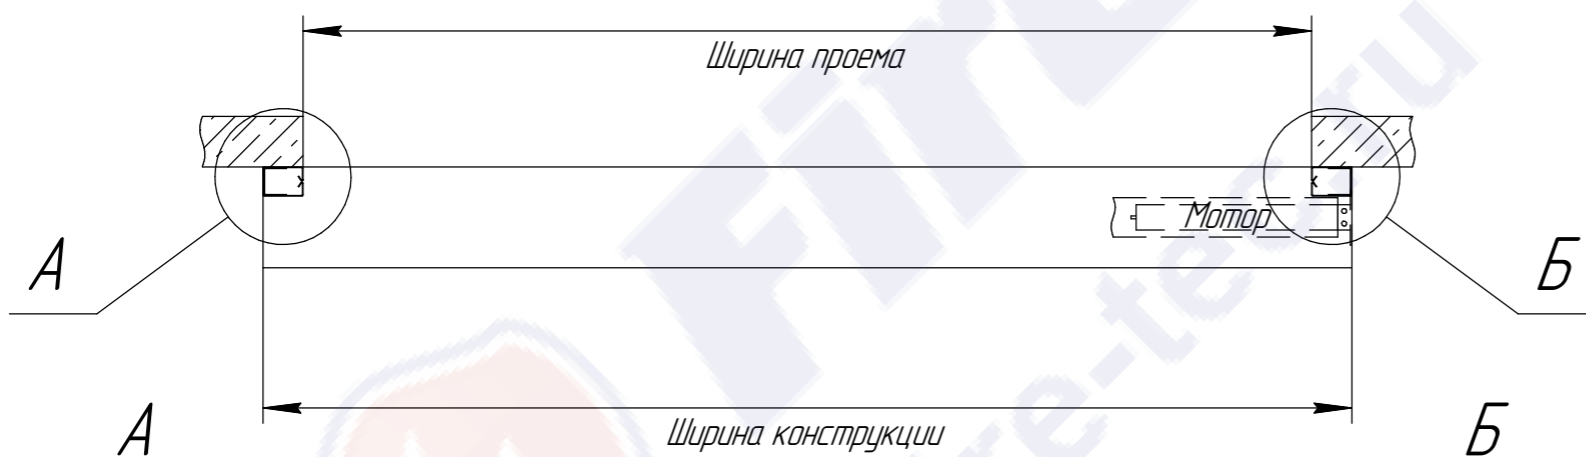 Ширина проема
Мотор
А
Б
Ширина конструкции
А
Б